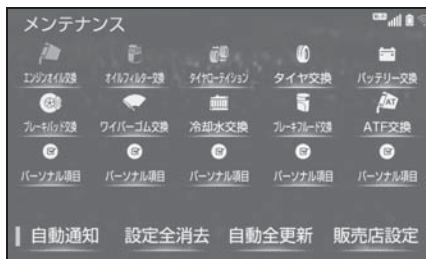 メンテナンス
エンジンオイル交換 オイルフィルター交換 タイヤローテイション タイヤ交換 バッテリー交換
ブレーキパッド交換 ワイパーゴム交換 冷却水交換 ブレーキフルード交換 ATF交換
パーソナル項目 パーソナル項目 パーソナル項目 パーソナル項目 パーソナル項目
自動通知 設定全消去 自動全更新 販売店設定